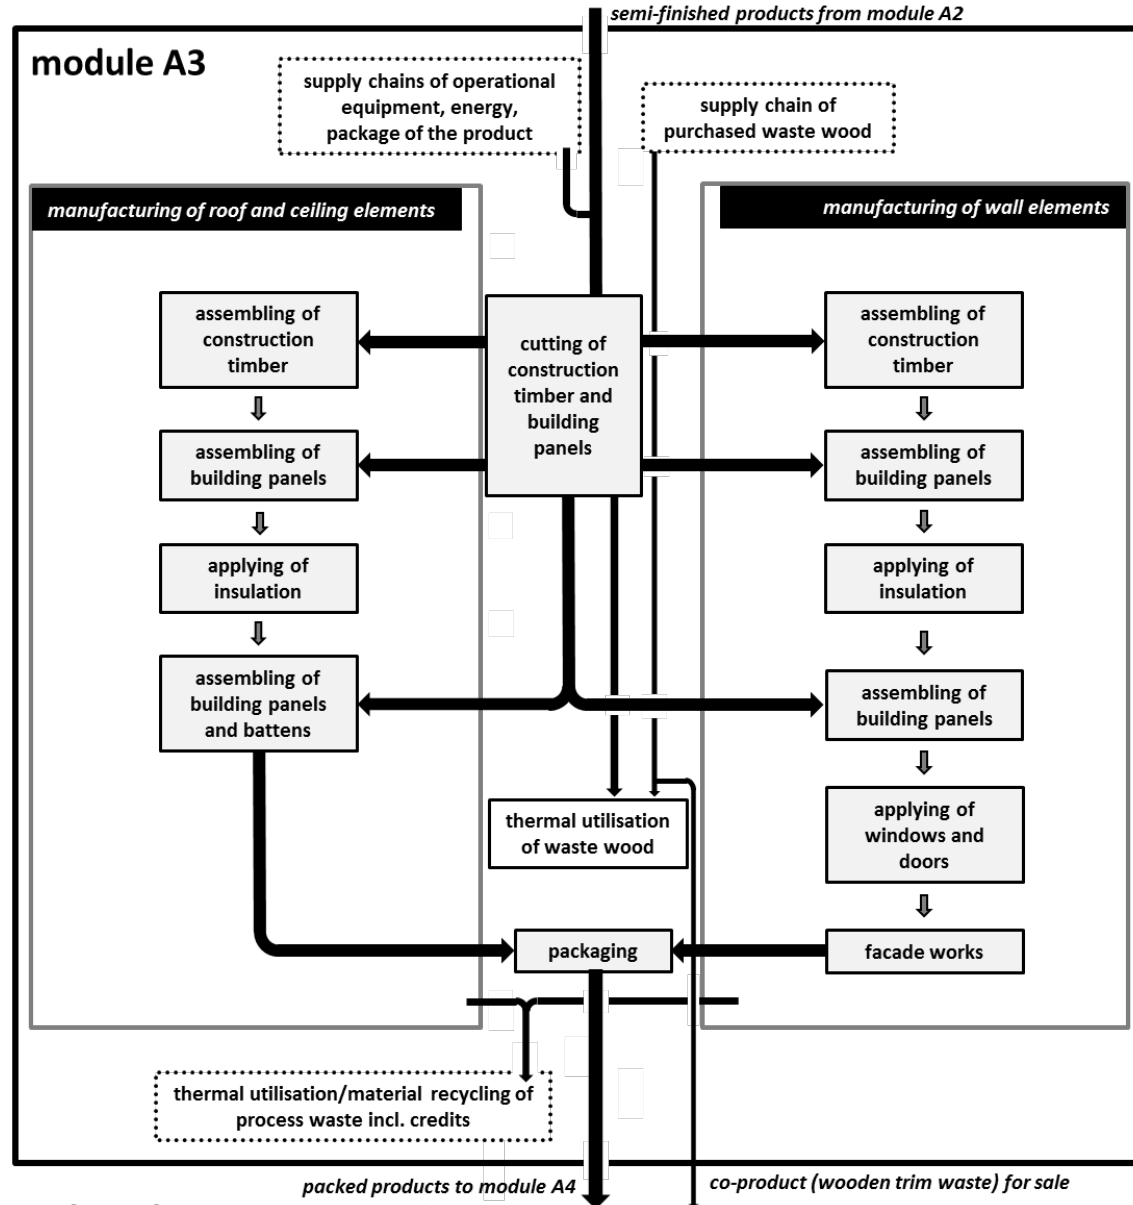 semi-finished products from module A2
module A3
supply chains of operational
equipment, energy,
package of the product
supply chain of
purchased waste wood
manufacturing of roof and ceiling elements
manufacturing of wall elements
assembling of
construction
timber
cutting of
construction
timber and
building
panels
assembling of
construction
timber
assembling of
building panels
assembling of
building panels
applying of
insulation
applying of
insulation
assembling of
building panels
and battens
assembling of
building panels
thermal utilisation
of waste wood
applying of
windows and
doors
packaging
facade works
thermal utilisation/material recycling of
process waste incl. credits
packed products to module A4
co-product (wooden trim waste) for sale